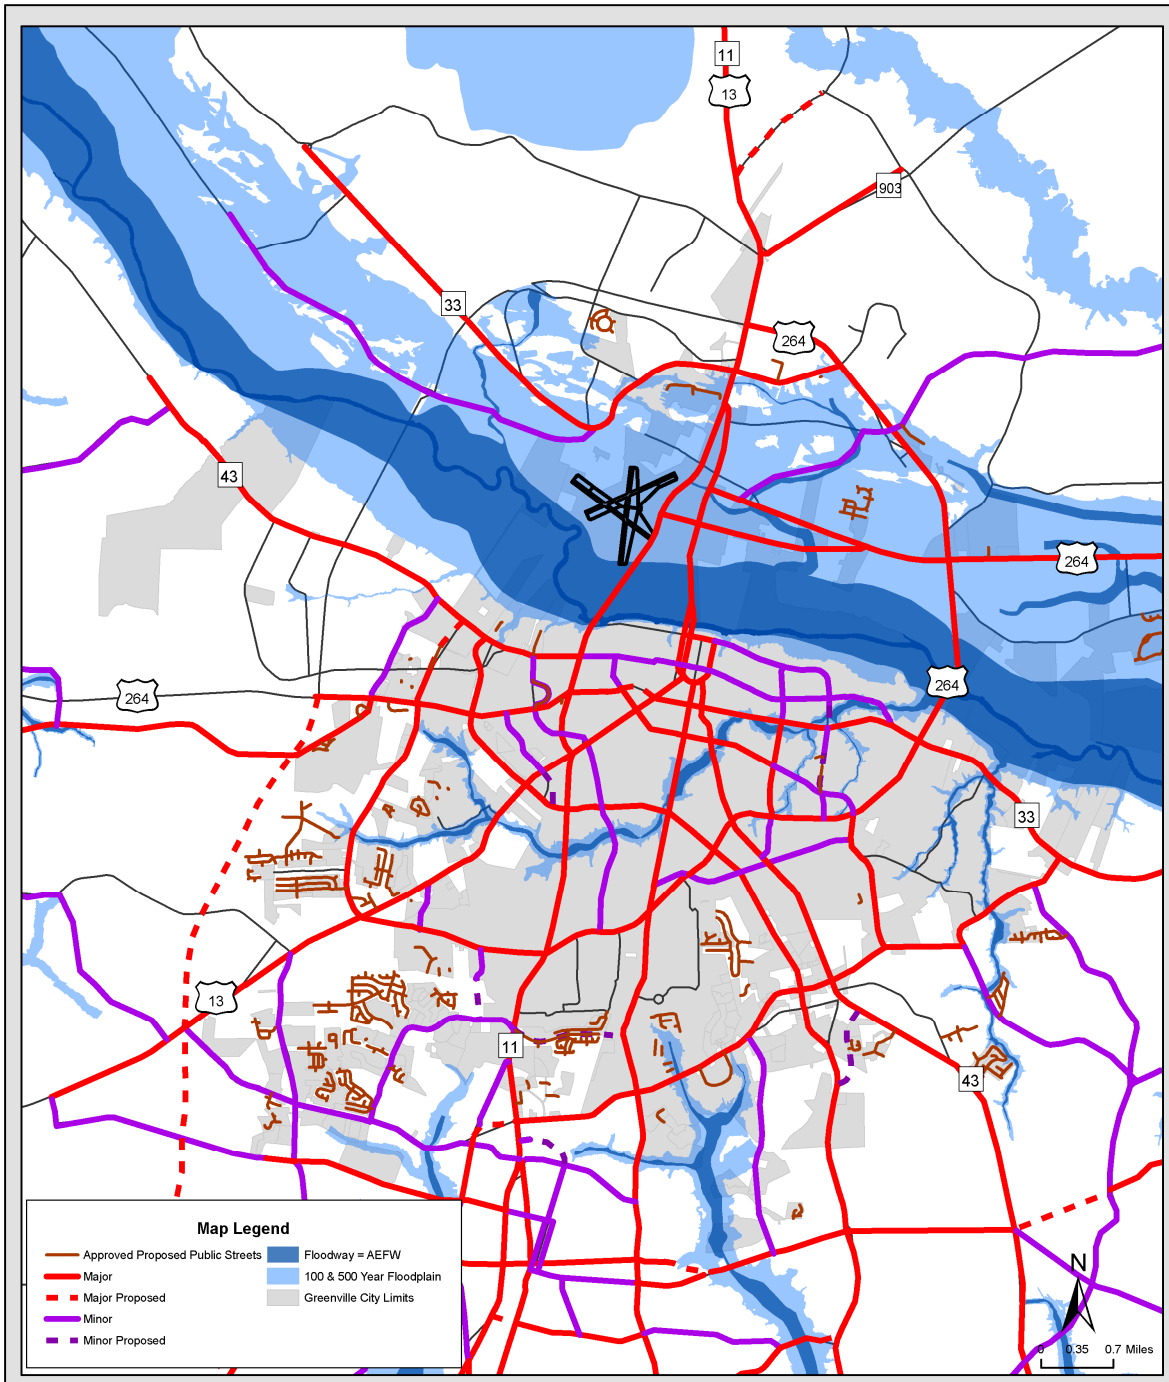 11
13
903
33
264
43
264
264
264
33
13
11
43
Map Legend
Approved Proposed Public Streets
Major
Major Proposed
Minor
Minor Proposed
Floodway = AEFW
100 & 500 Year Floodplain
Greenville City Limits
N
0 0.35 0.7 Miles